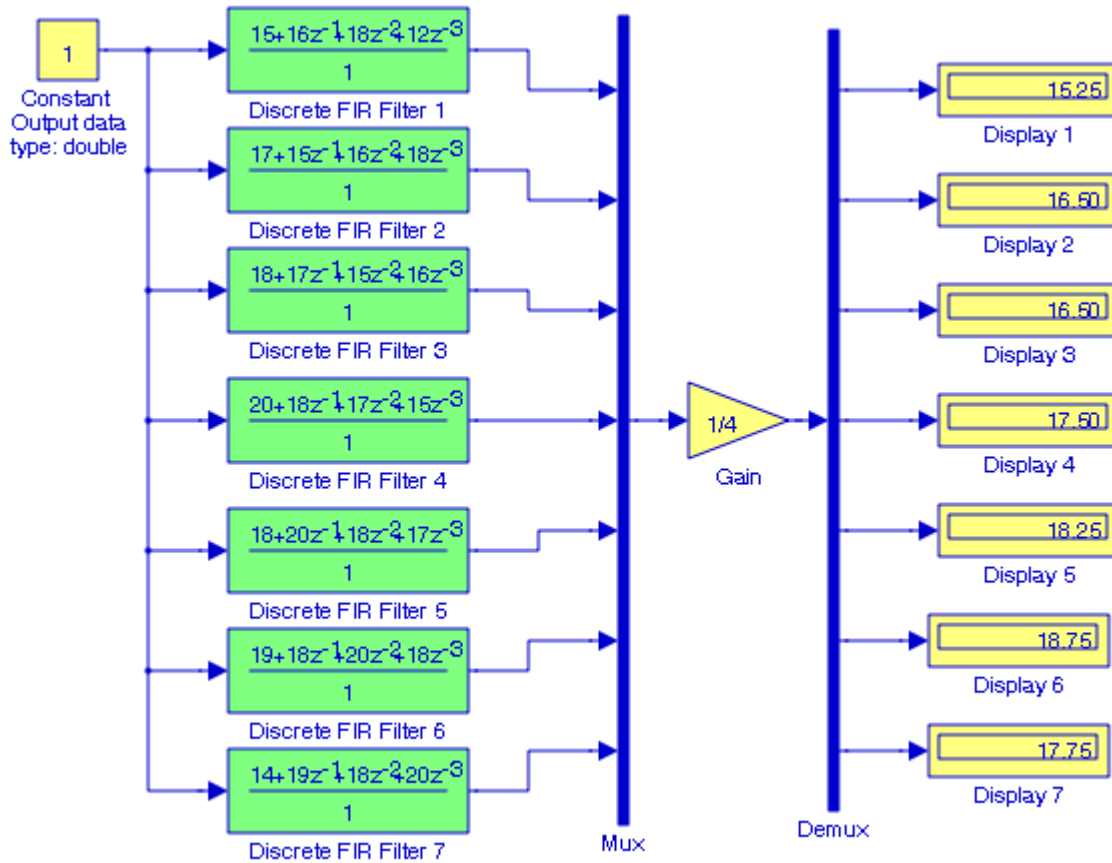 1
Constant
Output data
type: double
15+16z⁻¹+18z⁻²+12z⁻³
1
Discrete FIR Filter 1
17+15z⁻¹+16z⁻²+18z⁻³
1
Discrete FIR Filter 2
18+17z⁻¹+15z⁻²+16z⁻³
1
Discrete FIR Filter 3
20+18z⁻¹+17z⁻²+15z⁻³
1
Discrete FIR Filter 4
18+20z⁻¹+18z⁻²+17z⁻³
1
Discrete FIR Filter 5
19+18z⁻¹+20z⁻²+18z⁻³
1
Discrete FIR Filter 6
14+19z⁻¹+18z⁻²+20z⁻³
1
Discrete FIR Filter 7
Mux
1/4
Gain
Demux
15.25
Display 1
16.50
Display 2
16.50
Display 3
17.50
Display 4
18.25
Display 5
18.75
Display 6
17.75
Display 7